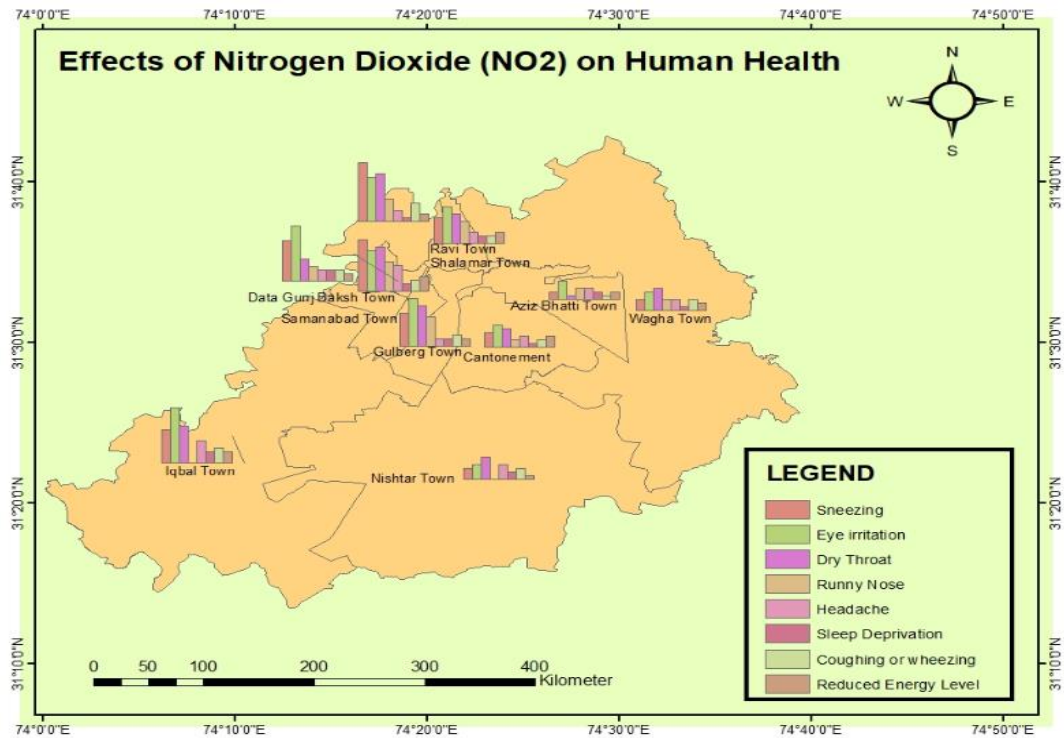 74°0'0"E 74°10'0"E 74°20'0"E 74°30'0"E 74°40'0"E 74°50'0"E
Effects of Nitrogen Dioxide (NO2) on Human Health
N
W E
S
31°40'0"N 31°40'0"N
Ravi Town
Shalamar Town
Data Gunj Baksh Town
Aziz Bhatti Town
Wagha Town
Samanabad Town
31°30'0"N 31°30'0"N
Gulberg Town
Cantonement
Iqbal Town
Nishtar Town
31°20'0"N 31°20'0"N
LEGEND
Sneezing
Eye irritation
Dry Throat
Runny Nose
Headache
Sleep Deprivation
Coughing or wheezing
Reduced Energy Level
31°10'0"N 31°10'0"N
0 50 100 200 300 400
Kilometer
74°0'0"E 74°10'0"E 74°20'0"E 74°30'0"E 74°40'0"E 74°50'0"E